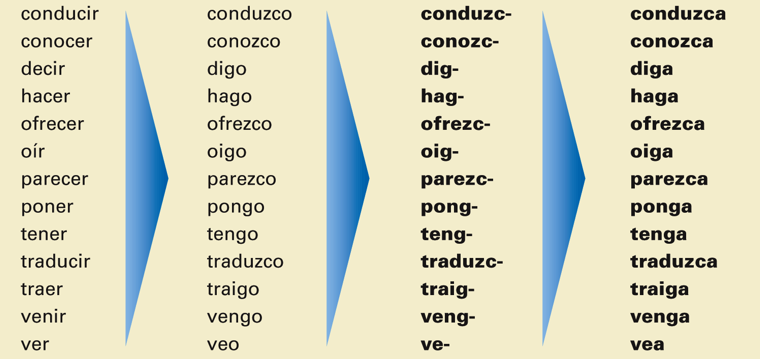 conducir conduzco conduzc- conduzca
conocer conozco conozc- conozca
decir digo dig- diga
hacer hago hag- haga
ofrecer ofrezco ofrezc- ofrezca
oír oigo oig- oiga
parecer parezco parezc- parezca
poner pongo pong- ponga
tener tengo teng- tenga
traducir traduzco traduzc- traduzca
traer traigo traig- traiga
venir vengo veng- venga
ver veo ve- vea